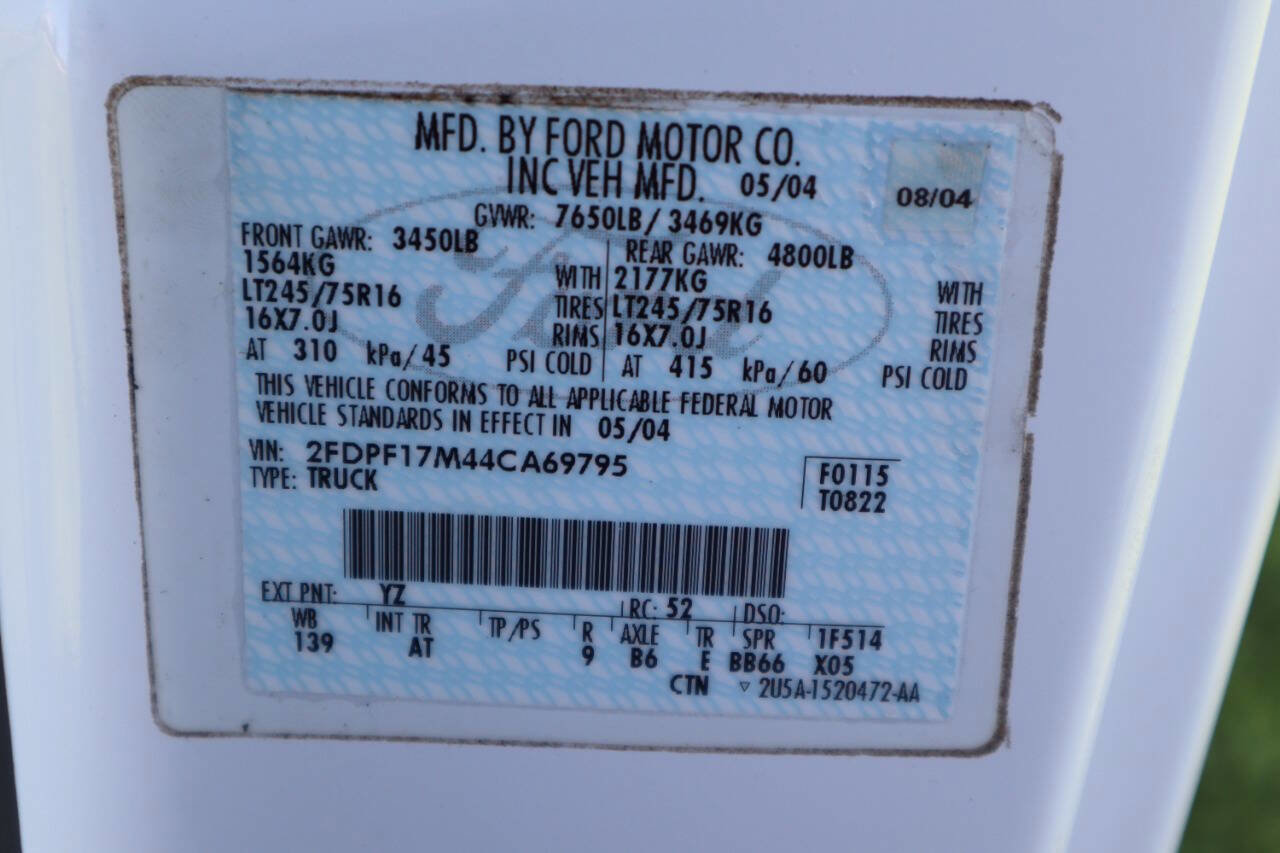 MFD. BY FORD MOTOR CO.
INC VEH MFD. 05/04
08/04
GVWR: 7650LB/ 3469KG
FRONT GAWR: 3450LB
1564KG WITH
LT245/75R16 TIRES
16X7.0J RIMS
AT 310 kPa/45 PSI COLD
REAR GAWR: 4800LB
2177KG WITH
LT245/75R16 TIRES
16X7.0J RIMS
AT 415 kPa/60 PSI COLD
Ford
THIS VEHICLE CONFORMS TO ALL APPLICABLE FEDERAL MOTOR
VEHICLE STANDARDS IN EFFECT IN 05/04
VIN: 2FDPF17M44CA69795
TYPE: TRUCK
F0115
T0822
EXT PNT: YZ RC: 52 DSO:
WB INT TR TP/PS R AXLE TR SPR 1F514
139 AT 9 B6 E BB66 X05
CTN ▽ 2U5A-1520472-AA